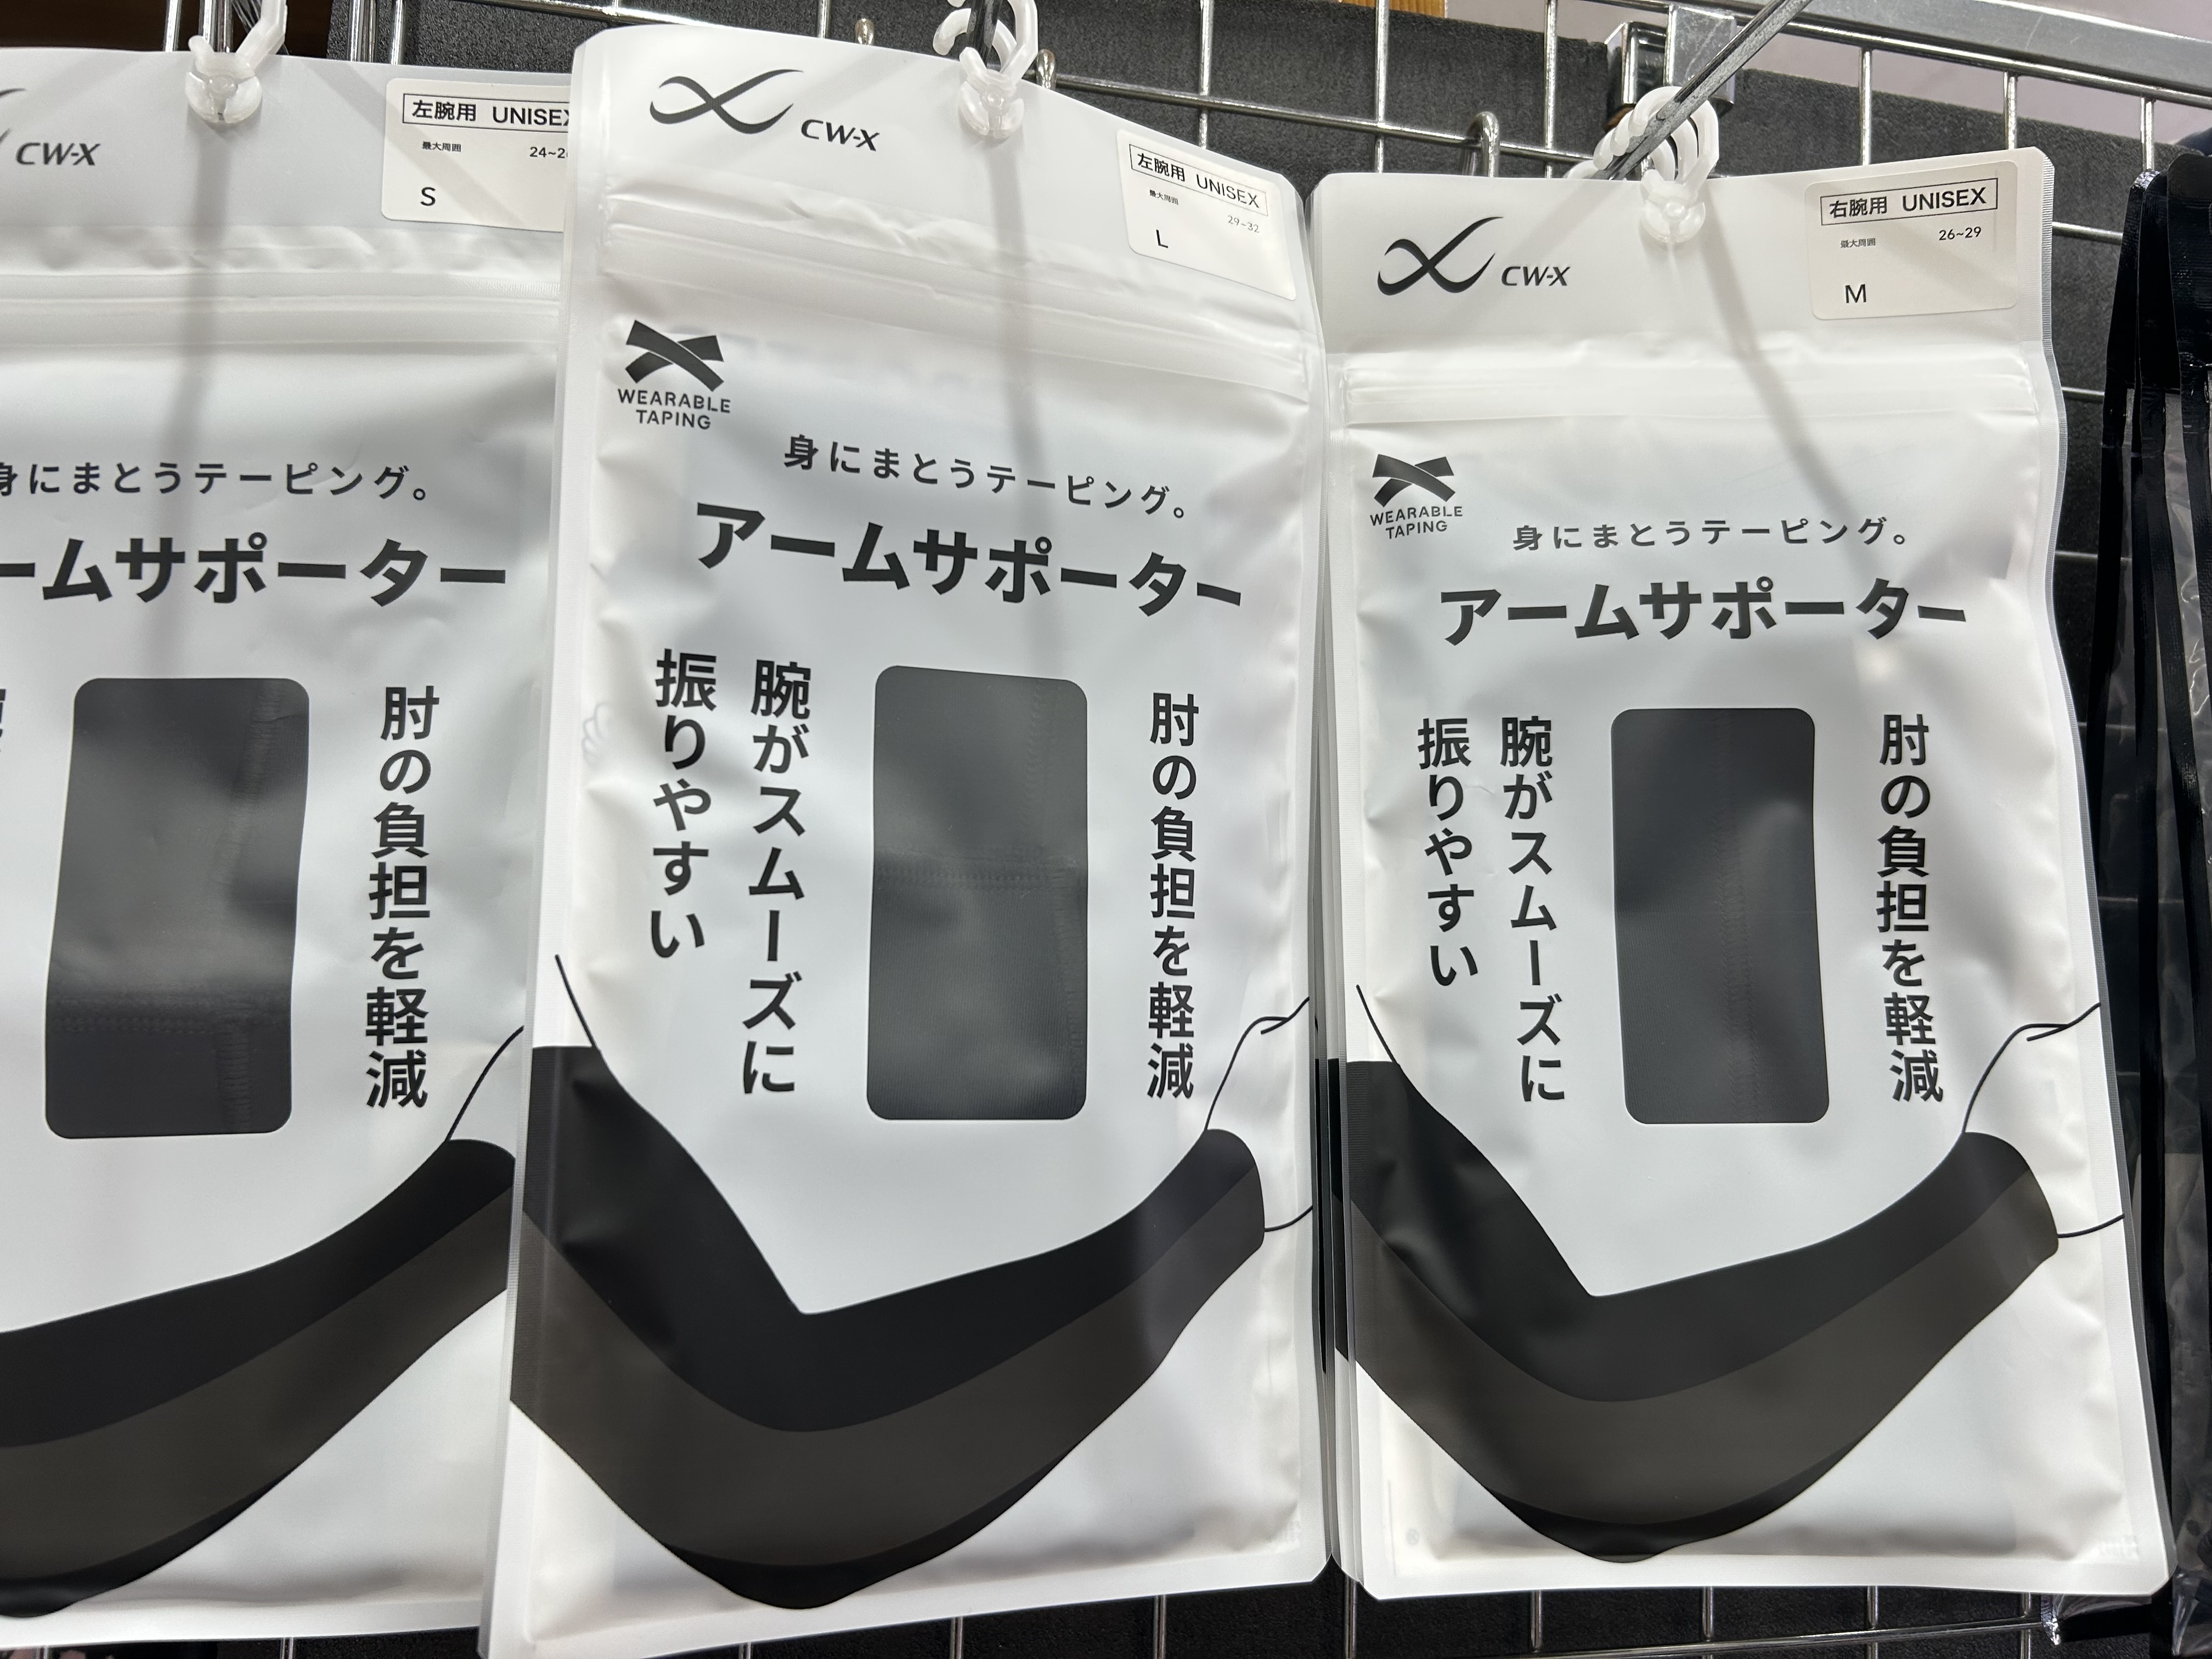 CW-X
左腕用 UNISEX
最大周囲 24~2
S
身にまとうテーピング。
ームサポーター
肘の負担を軽減
CW-X
左腕用 UNISEX
最大周囲 29~32
L
WEARABLE
TAPING
身にまとうテーピング。
アームサポーター
肘の負担を軽減
腕がスムーズに
振りやすい
CW-X
右腕用 UNISEX
最大周囲 26~29
M
WEARABLE
TAPING
身にまとうテーピング。
アームサポーター
肘の負担を軽減
腕がスムーズに
振りやすい